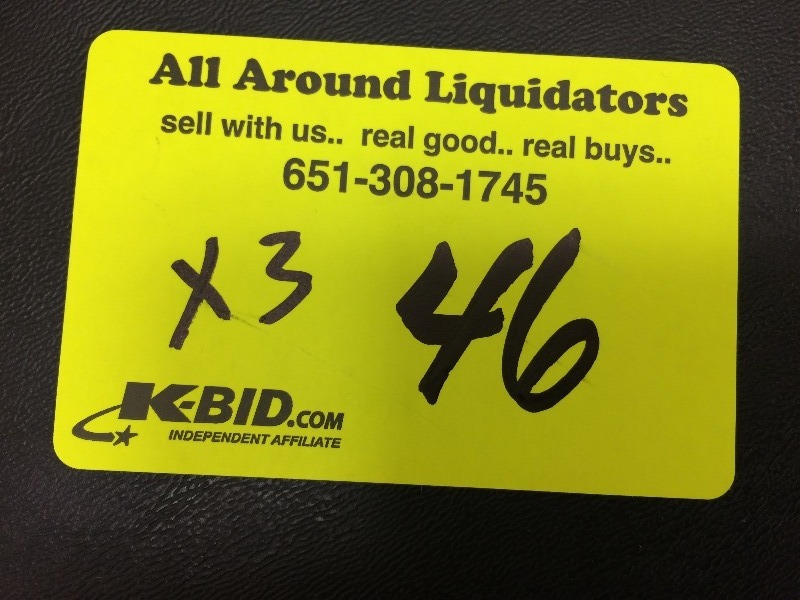 All Around Liquidators
sell with us.. real good.. real buys..
651-308-1745
x3 46
K-BID.COM
INDEPENDENT AFFILIATE